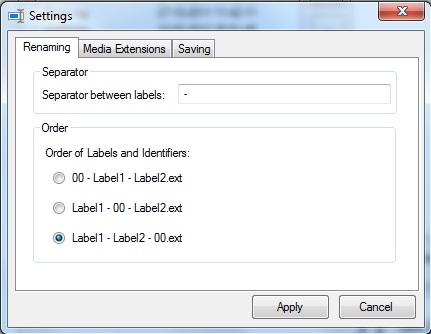 Settings
Renaming Media Extensions Saving
Separator
Separator between labels: -
Order
Order of Labels and Identifiers:
00 - Label1 - Label2.ext
Label1 - 00 - Label2.ext
Label1 - Label2 - 00.ext
Apply Cancel